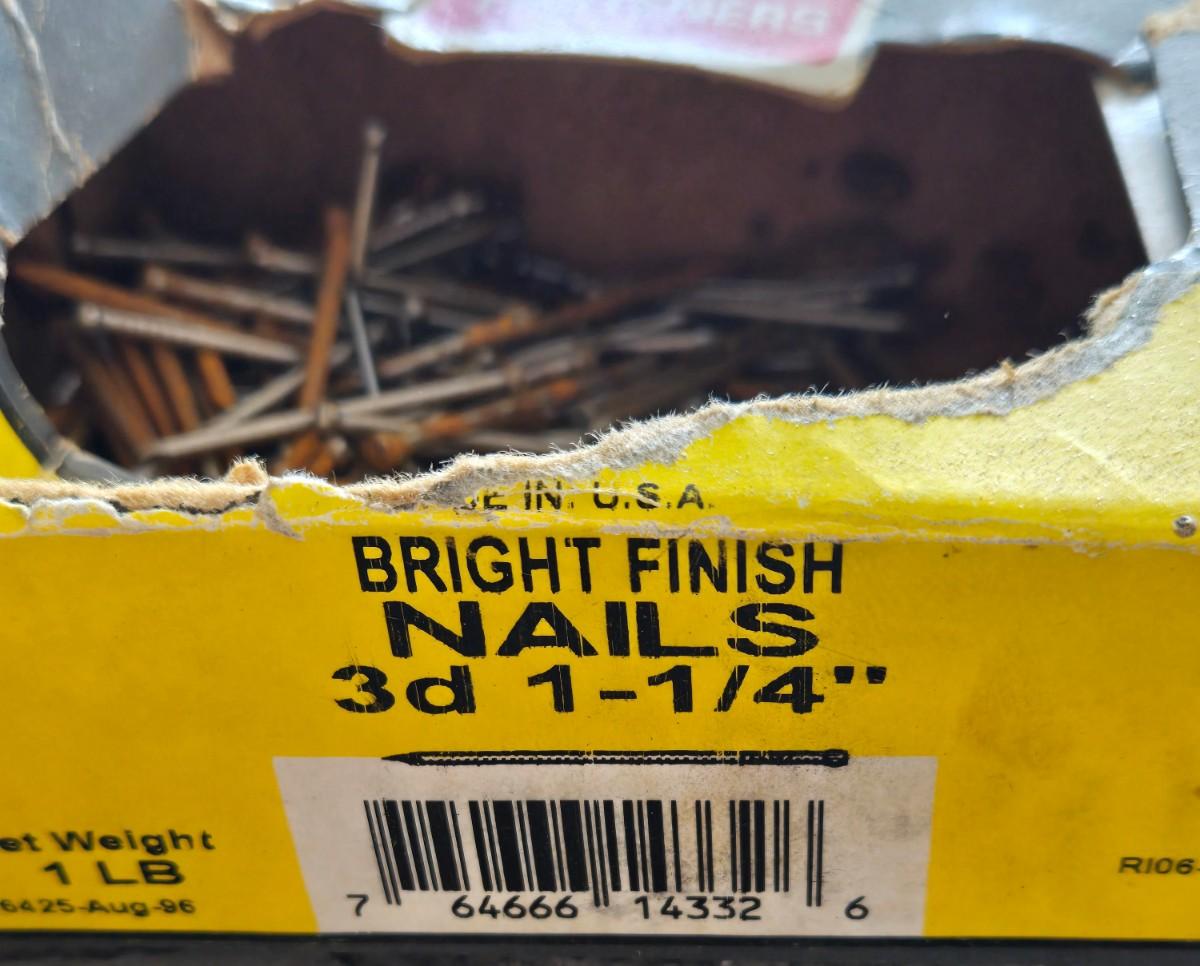 IN U.S.A.
BRIGHT FINISH
NAILS
3d 1-1/4"
et Weight
1 LB
6425-Aug-96
RI06-
7 64666 14332 6